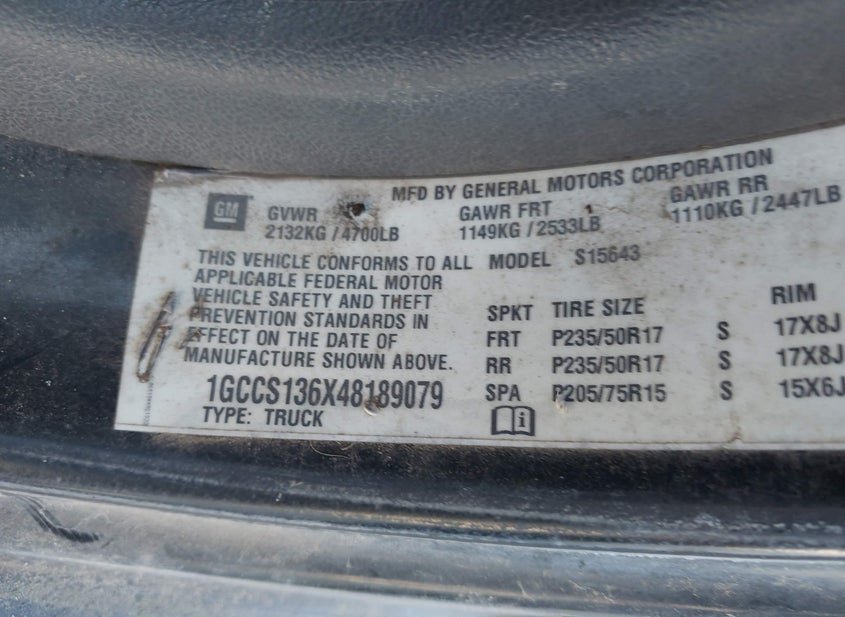 MFD BY GENERAL MOTORS CORPORATION
GM GVWR GAWR FRT GAWR RR
2132KG / 4700LB 1149KG / 2533LB 1110KG / 2447LB
THIS VEHICLE CONFORMS TO ALL MODEL S15643
APPLICABLE FEDERAL MOTOR
VEHICLE SAFETY AND THEFT SPKT TIRE SIZE RIM
PREVENTION STANDARDS IN FRT P235/50R17 S 17X8J
EFFECT ON THE DATE OF RR P235/50R17 S 17X8J
MANUFACTURE SHOWN ABOVE. SPA P205/75R15 S 15X6J
1GCCS136X48189079
TYPE: TRUCK